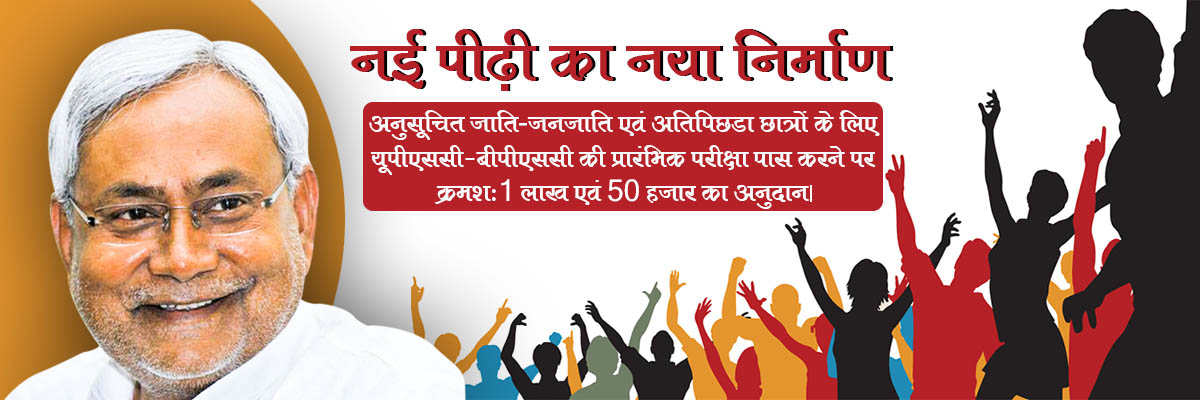 नई पीढ़ी का नया निर्माण
अनुसूचित जाति-जनजाति एवं अतिपिछडा छात्रों के लिए
यूपीएससी-बीपीएससी की प्रारंभिक परीक्षा पास करने पर
क्रमश:1 लाख एवं 50 हजार का अनुदान।